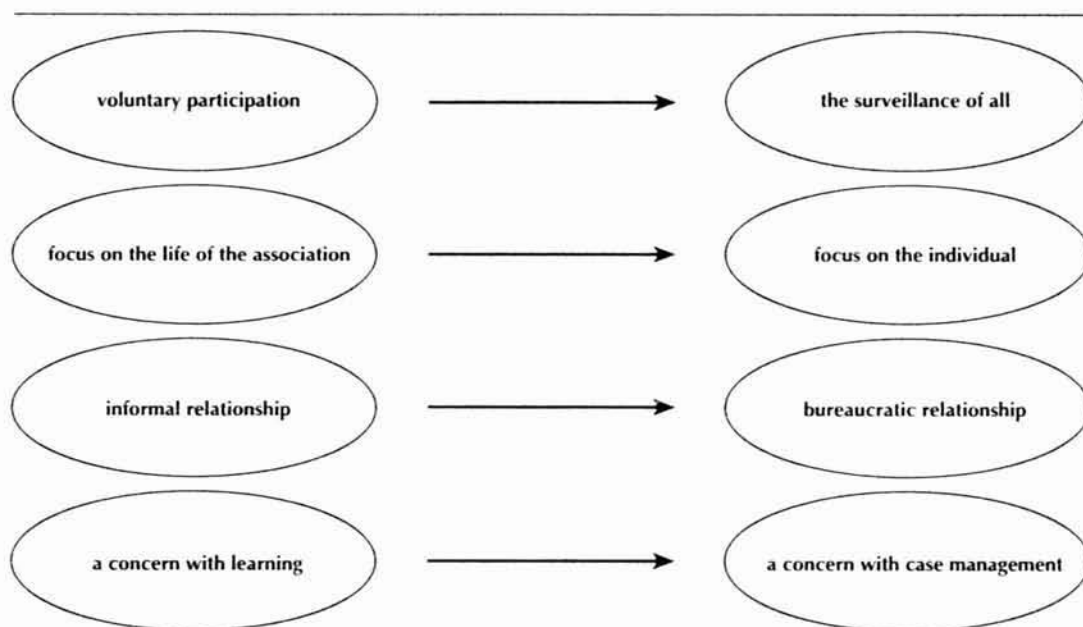 voluntary participation
the surveillance of all
focus on the life of the association
focus on the individual
informal relationship
bureaucratic relationship
a concern with learning
a concern with case management